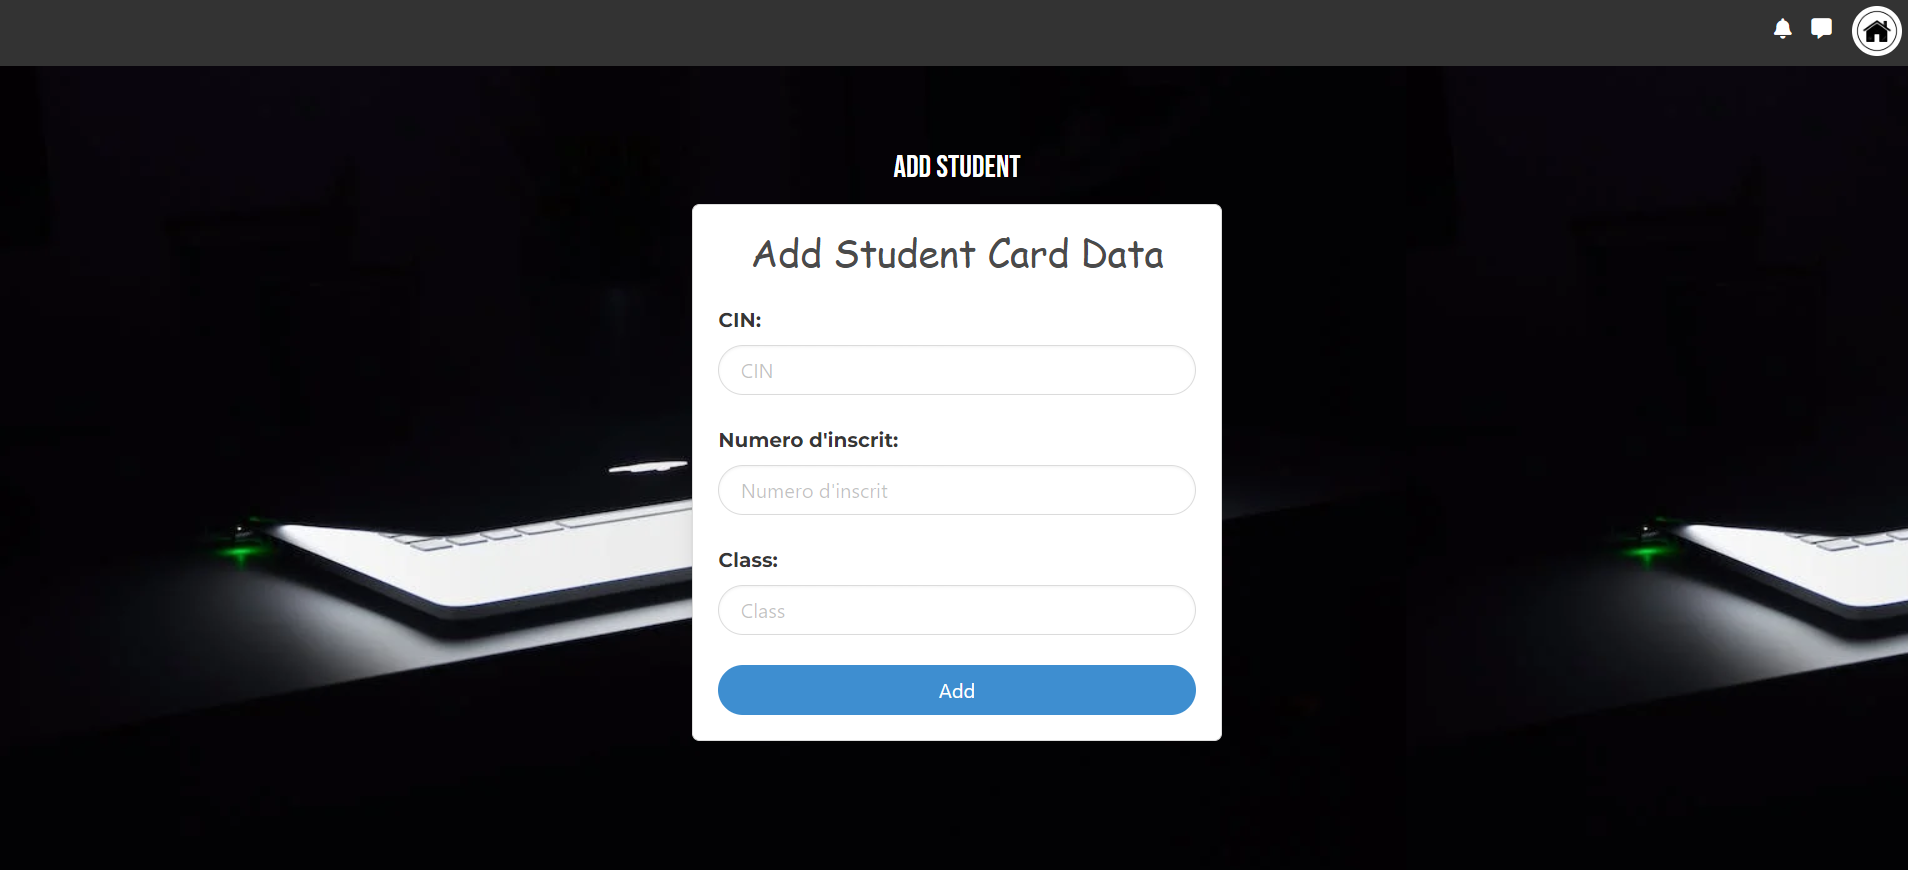 ADD STUDENT
Add Student Card Data
CIN:
CIN
Numero d'inscrit:
Numero d'inscrit
Class:
Class
Add